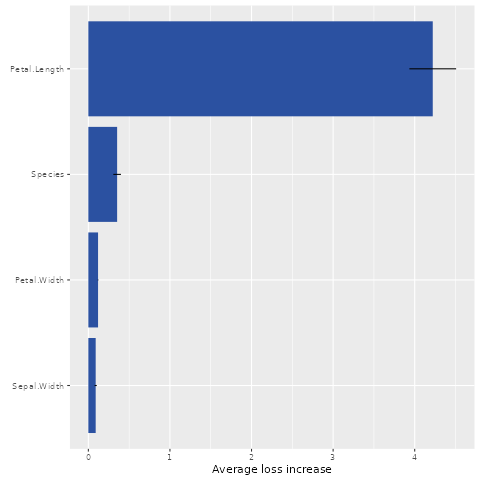 Petal.Length
Species
Petal.Width
Sepal.Width
0 1 2 3 4
Average loss increase